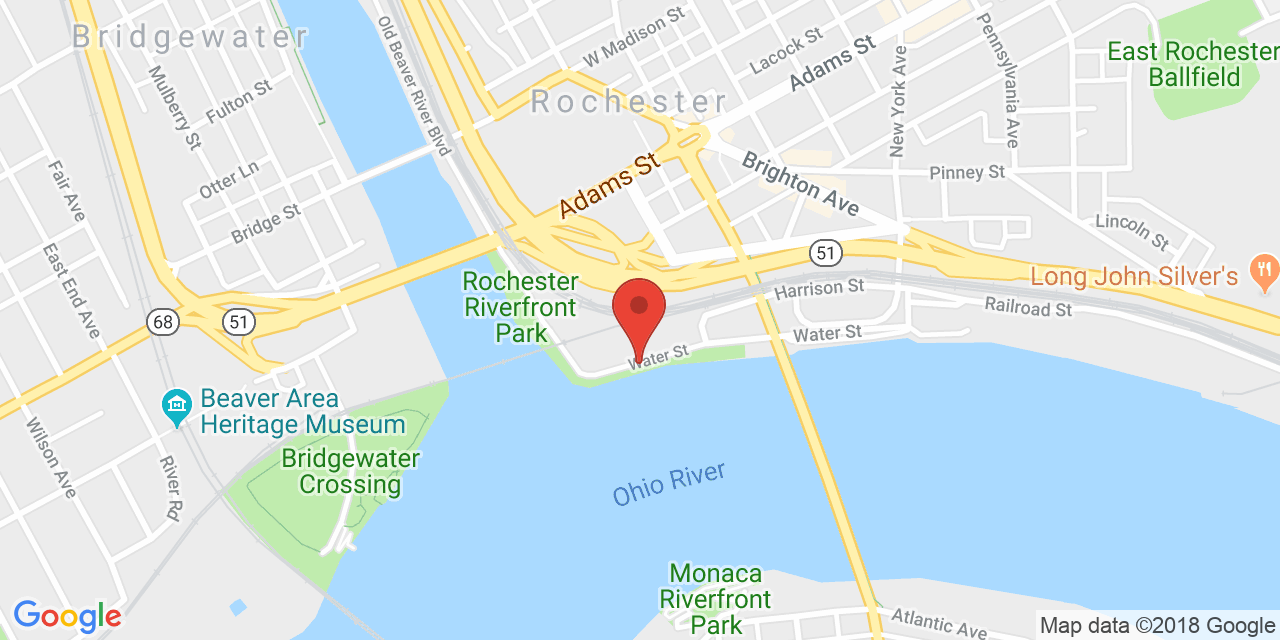 Bridgewater
Old Beaver River Blvd
W Madison St
Lacock St
Adams St
Pennsylvania Ave
East Rochester
Ballfield
Mulberry St
Fulton St
Rochester
New York Ave
Fair Ave
Otter Ln
Bridge St
Adams St
Brighton Ave
Pinney St
Lincoln St
East End Ave
51
Long John Silver's
Rochester
Riverfront
Park
Harrison St
Railroad St
68
51
Water St
Water St
Beaver Area
Heritage Museum
Wilson Ave
River Rd
Bridgewater
Crossing
Ohio River
Monaca
Riverfront
Park
Atlantic Ave
Google
Map data ©2018 Google